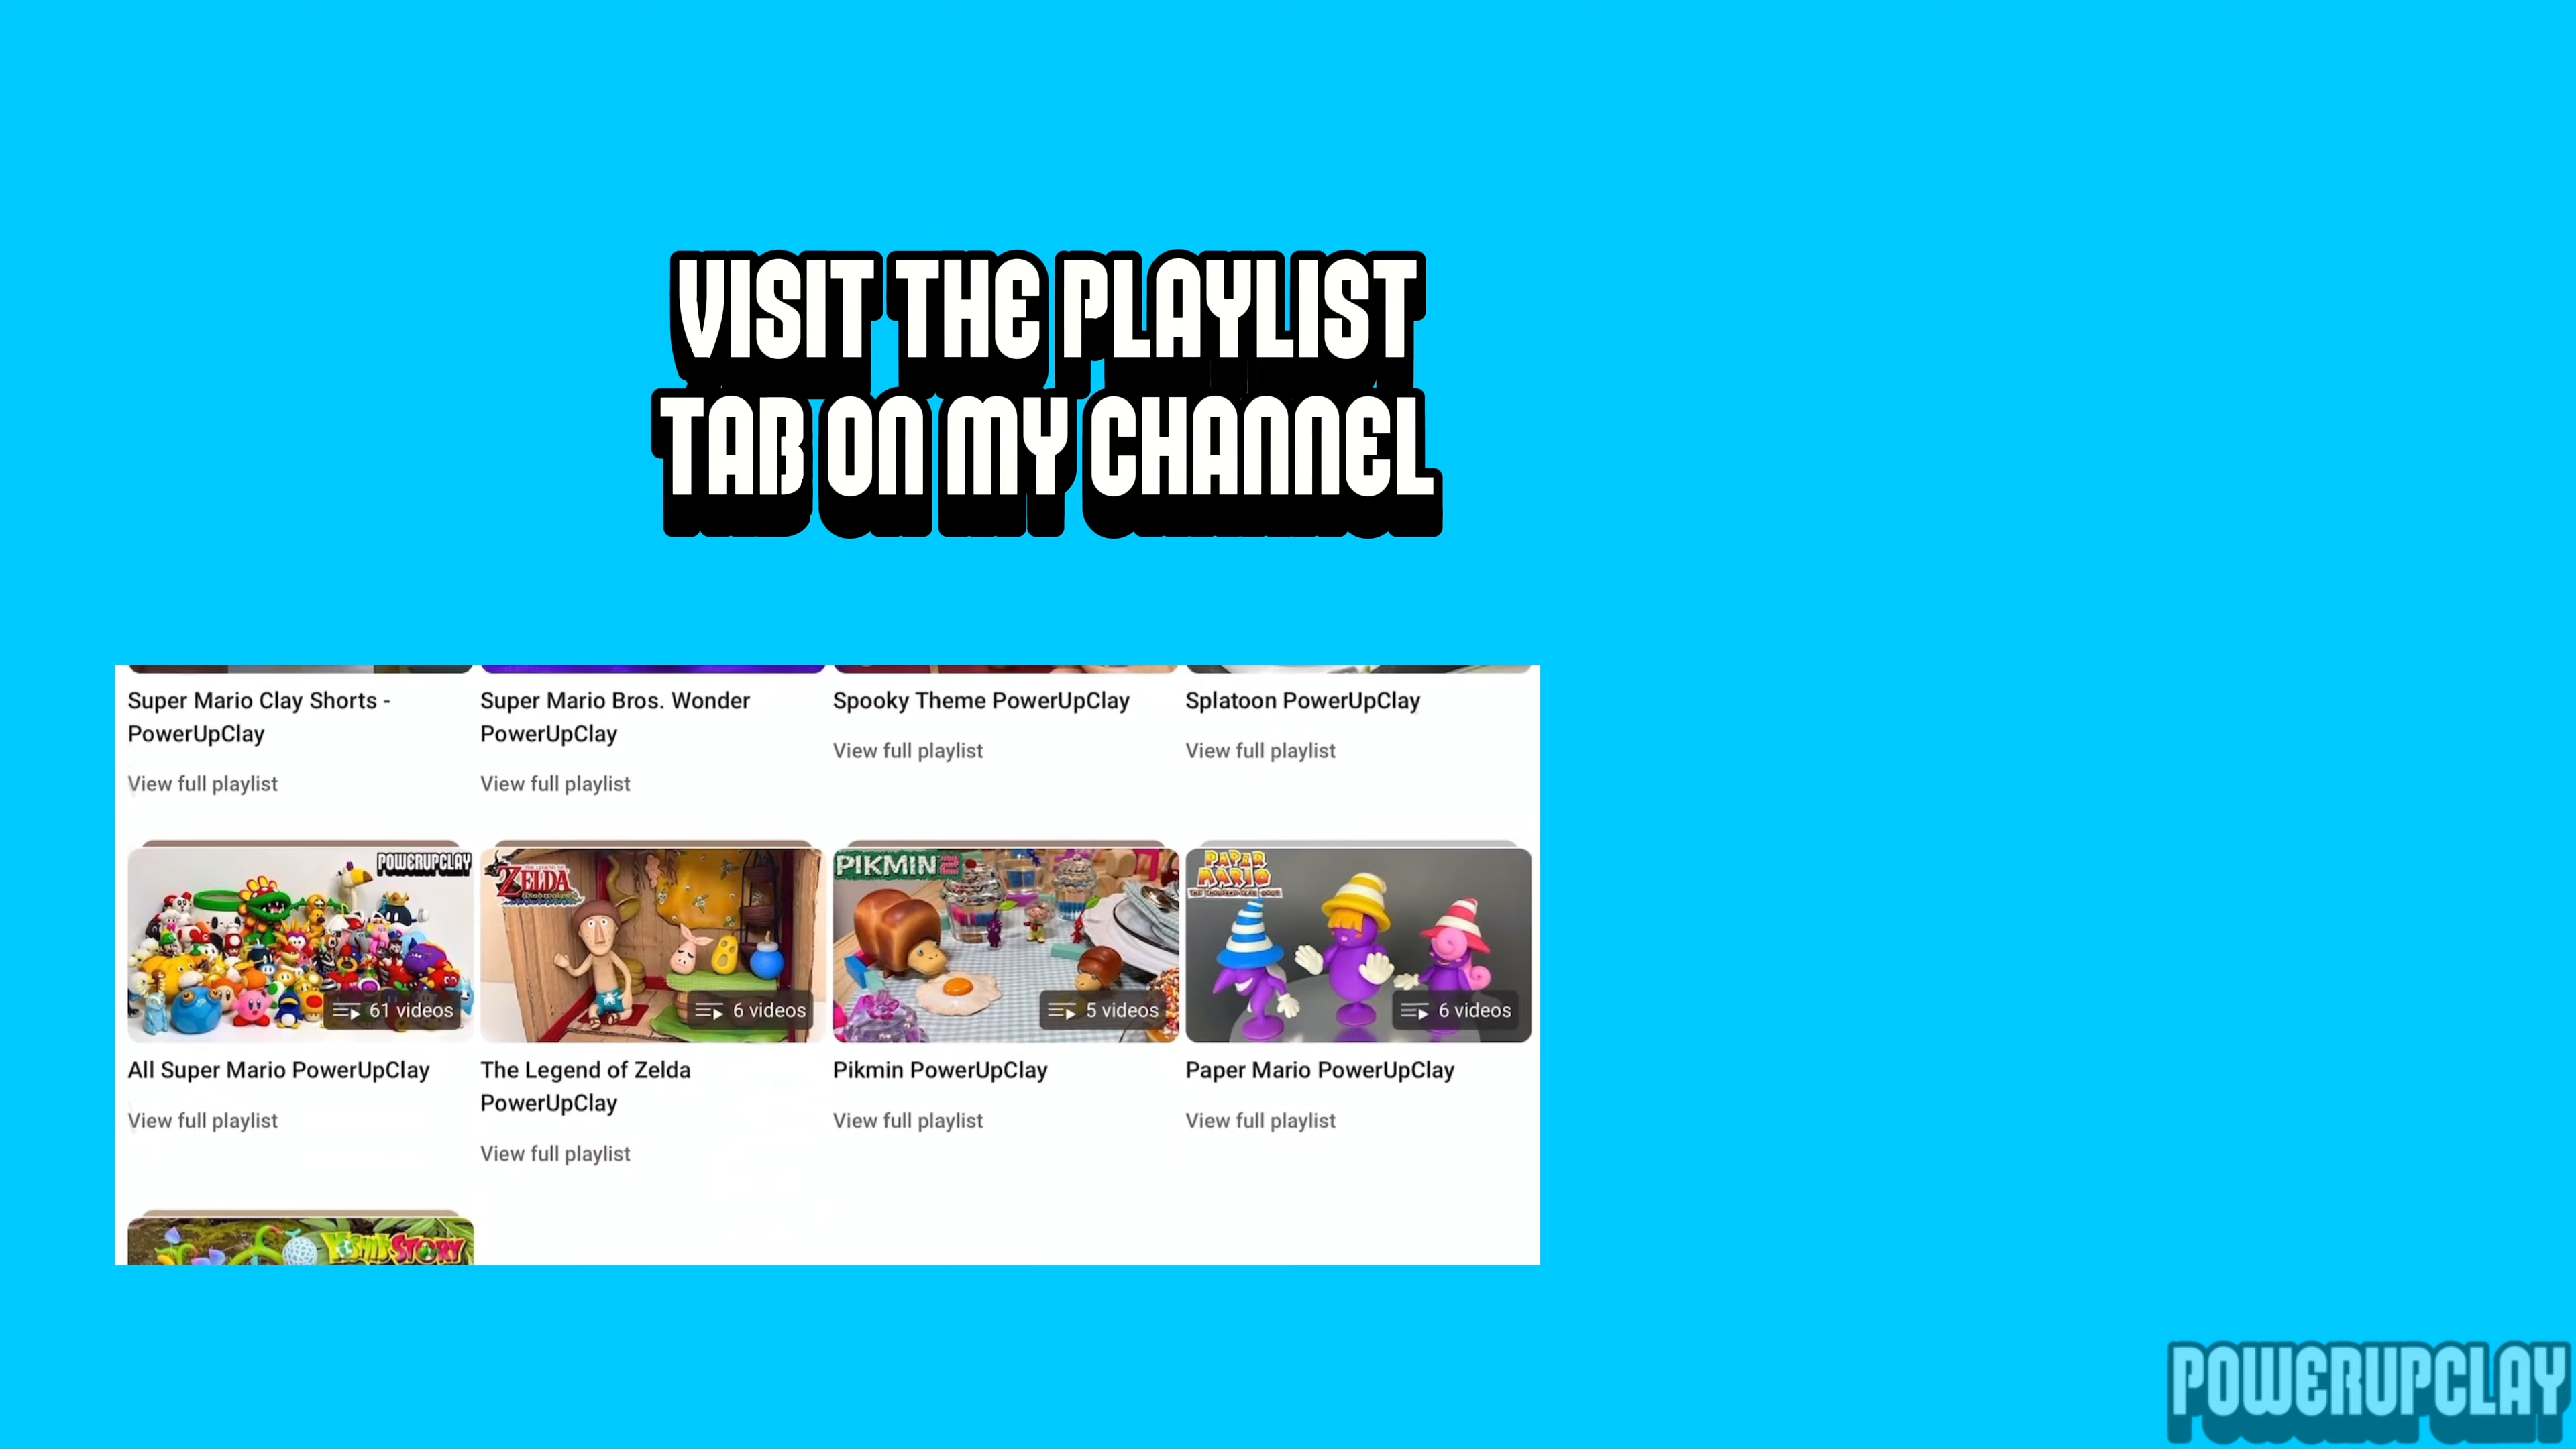 VISIT THE PLAYLIST
TAB ON MY CHANNEL
Super Mario Clay Shorts -
PowerUpClay
View full playlist
Super Mario Bros. Wonder
PowerUpClay
View full playlist
Spooky Theme PowerUpClay
View full playlist
Splatoon PowerUpClay
View full playlist
POWERUPCLAY
61 videos
All Super Mario PowerUpClay
View full playlist
ZELDA
6 videos
The Legend of Zelda
PowerUpClay
View full playlist
PIKMIN 2
5 videos
Pikmin PowerUpClay
View full playlist
PAPER
MARIO
THE THOUSAND-YEAR DOOR
6 videos
Paper Mario PowerUpClay
View full playlist
YOSHI'S STORY
POWERUPCLAY